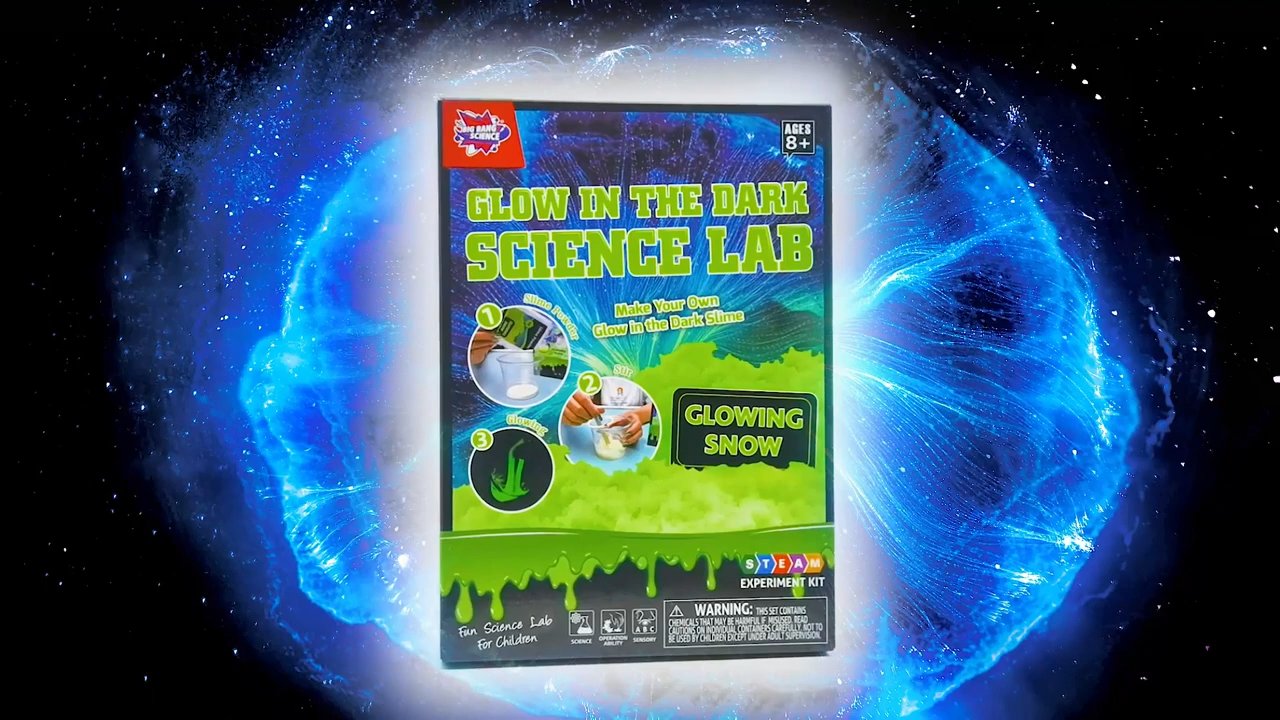 BIG BANG
SCIENCE
AGES
8+
GLOW IN THE DARK
SCIENCE LAB
Make Your Own
Glow in the Dark Slime
1
Slime Powder
2
Stir
3
Glowing
GLOWING
SNOW
STEAM
EXPERIMENT KIT
Fun Science Lab
For Children
SCIENCE
OPERATION
ABILITY
ABC
SENSORY
WARNING: THIS SET CONTAINS
CHEMICALS THAT MAY BE HARMFUL IF MISUSED. READ
CAUTIONS ON INDIVIDUAL CONTAINERS CAREFULLY. NOT TO
BE USED BY CHILDREN EXCEPT UNDER ADULT SUPERVISION.